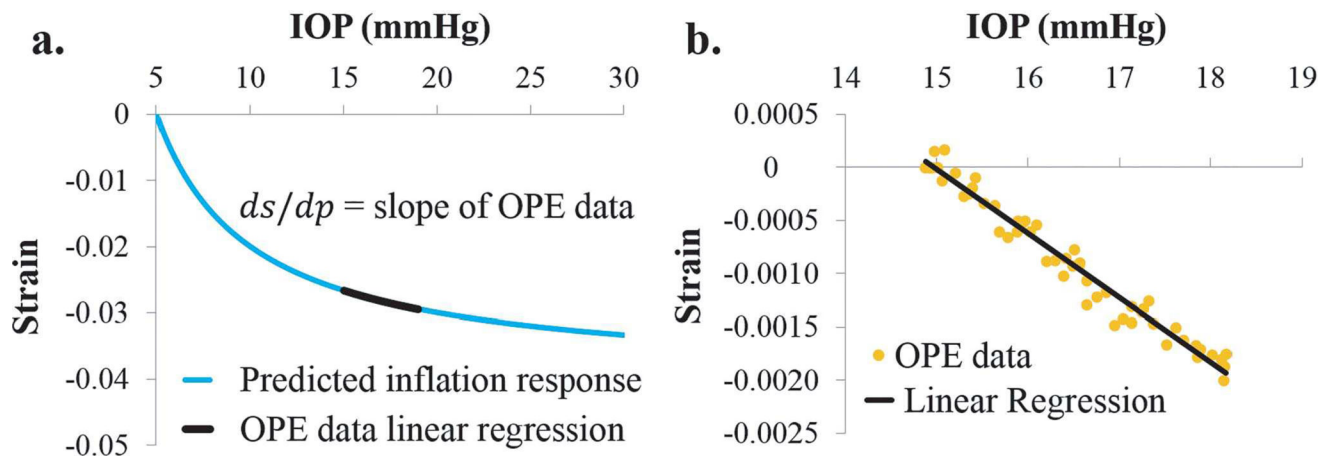 a.
IOP (mmHg)
5 10 15 20 25 30
0
-0.01
-0.02
-0.03
-0.04
-0.05
Strain
ds/dp = slope of OPE data
Predicted inflation response
OPE data linear regression
b.
IOP (mmHg)
14 15 16 17 18 19
0.0005
0
-0.0005
-0.0010
-0.0015
-0.0020
-0.0025
Strain
OPE data
Linear Regression